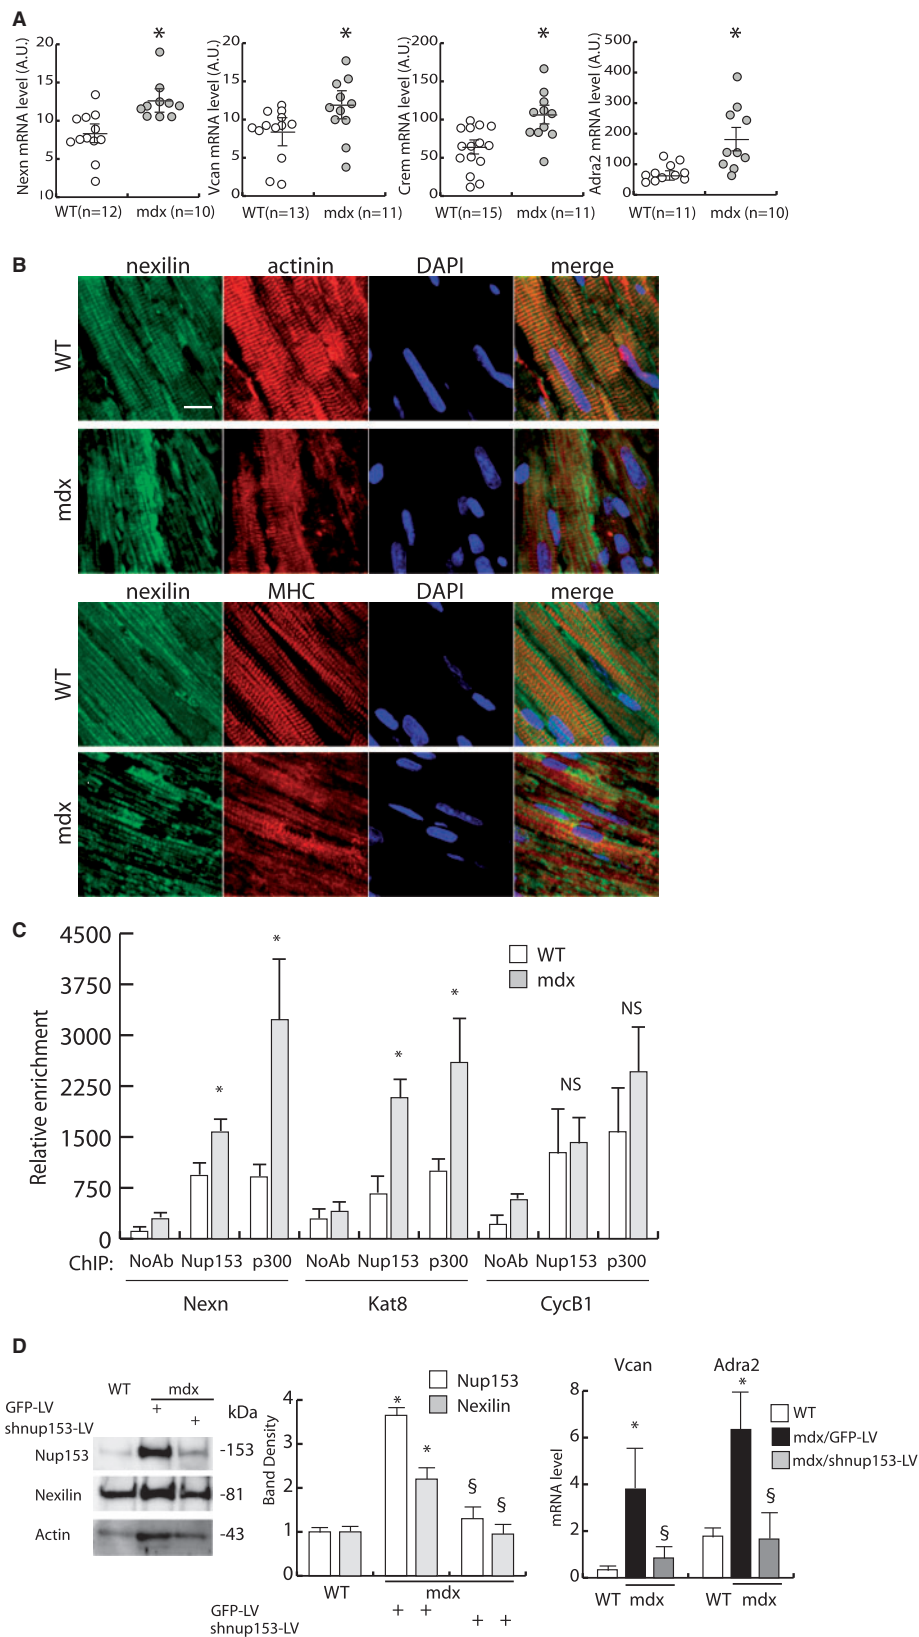 A
Nexn mRNA level (A.U.)
20
15
10
5
10
*
WT(n=12) mdx (n=10)
Vcan mRNA level (A.U.)
20
15
10
5
0
*
WT(n=13) mdx (n=11)
Crem mRNA level (A.U.)
200
150
100
50
0
*
WT(n=15) mdx (n=11)
Adra2 mRNA level (A.U.)
500
400
300
200
100
0
*
WT(n=11) mdx (n=10)
B
nexilin actinin DAPI merge
WT
mdx
nexilin MHC DAPI merge
WT
mdx
C
Relative enrichment
4500
3750
3000
2250
1500
750
0
WT
mdx
* * * * NS NS
ChIP: NoAb Nup153 p300 NoAb Nup153 p300 NoAb Nup153 p300
Nexn Kat8 CycB1
D
WT mdx
GFP-LV +
shnup153-LV +
kDa
Nup153 -153
Nexilin -81
Actin -43
Band Density
4
3
2
1
0
Nup153
Nexilin
* * § §
WT mdx
GFP-LV + +
shnup153-LV + +
Vcan Adra2
mRNA level
8
6
4
2
0
* § * §
WT
mdx/GFP-LV
mdx/shnup153-LV
WT mdx WT mdx